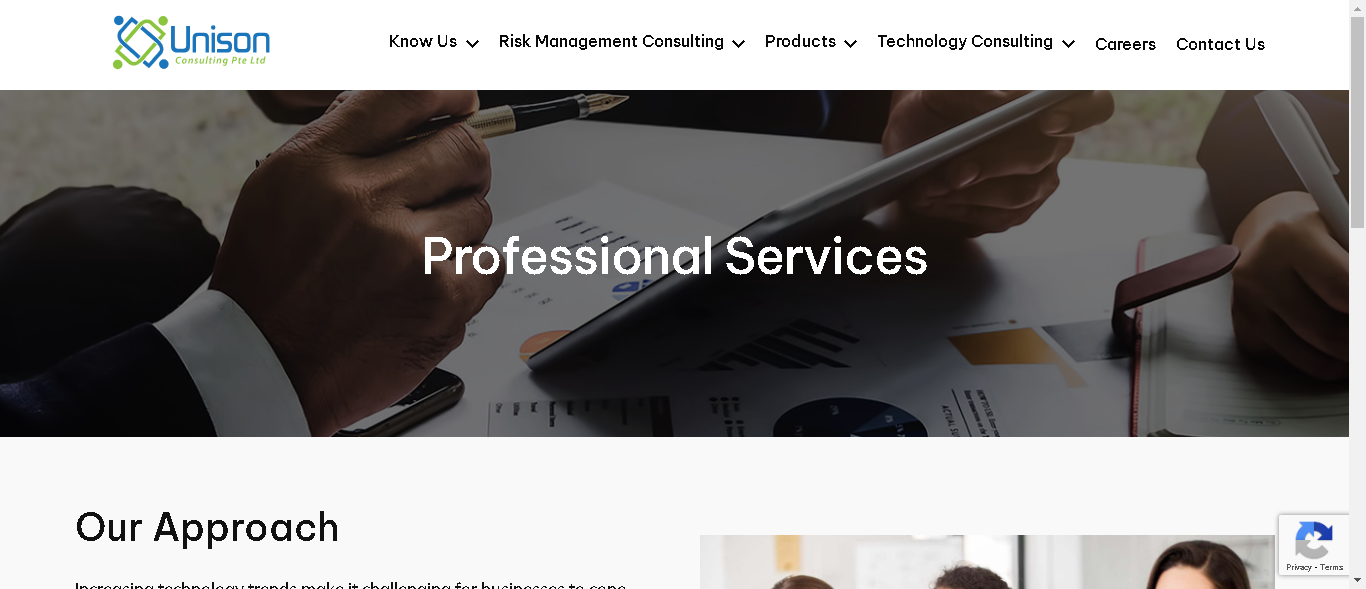 Unison
Consulting Pte Ltd
Know Us
Risk Management Consulting
Products
Technology Consulting
Careers
Contact Us
Professional Services
Our Approach
Increasing technology trends make it challenging for businesses to cope
Privacy - Terms